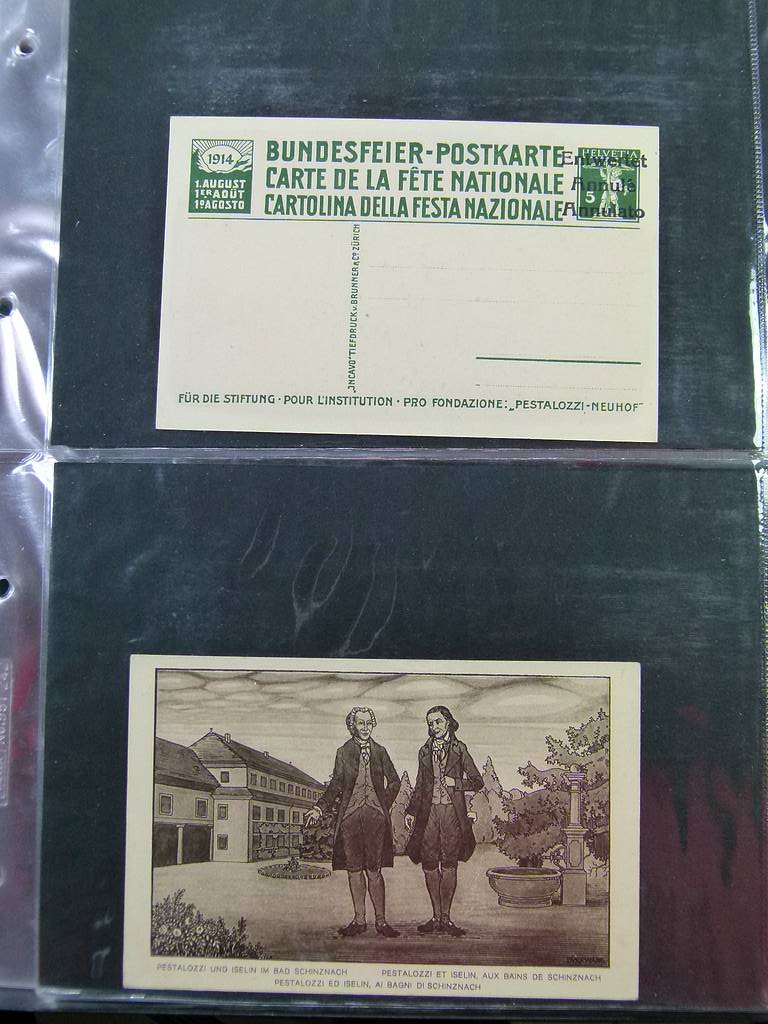 1914
1.AUGUST
1ER AOÛT
1º AGOSTO
BUNDESFEIER-POSTKARTE
CARTE DE LA FÊTE NATIONALE
CARTOLINA DELLA FESTA NAZIONALE
HELVETIA
5
Entwertet
Annulé
Annulato
„INCAVO" TIEFDRUCK v. BRUNNER & Cº ZÜRICH
FÜR DIE STIFTUNG · POUR L'INSTITUTION · PRO FONDAZIONE: „PESTALOZZI-NEUHOF"
PESTALOZZI UND ISELIN IM BAD SCHINZNACH PESTALOZZI ET ISELIN, AUX BAINS DE SCHINZNACH
PESTALOZZI ED ISELIN, AI BAGNI DI SCHINZNACH